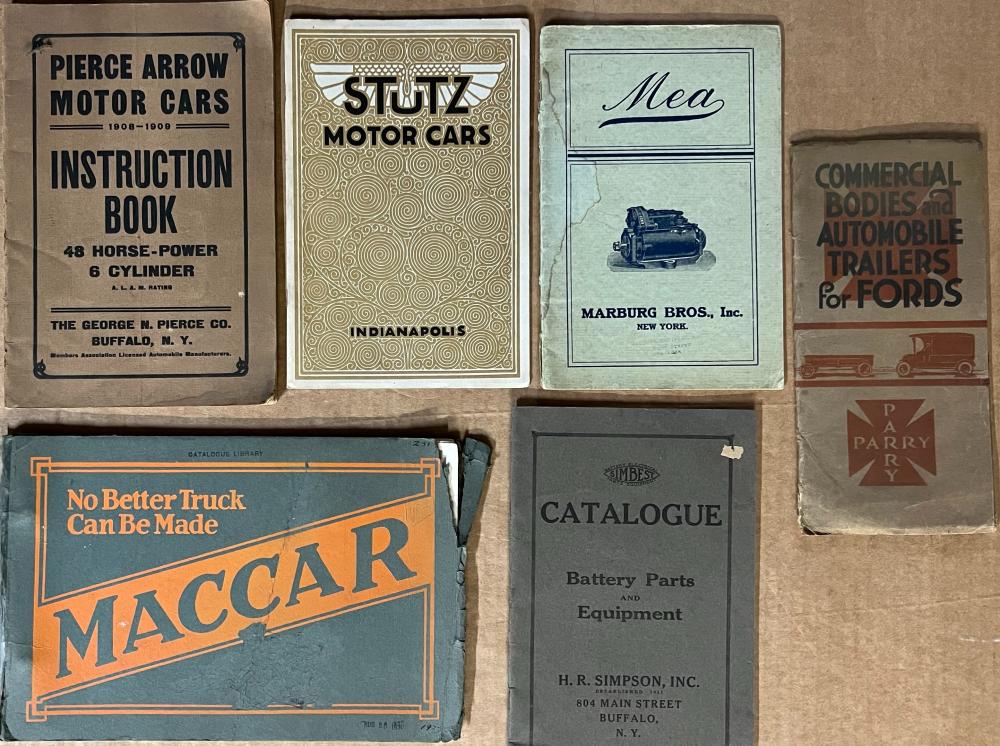 PIERCE ARROW
MOTOR CARS
1908-1909
INSTRUCTION
BOOK
48 HORSE-POWER
6 CYLINDER
A. L. A. M. RATING
THE GEORGE N. PIERCE CO.
BUFFALO, N. Y.
Members Association Licensed Automobile Manufacturers.
STUTZ
MOTOR CARS
INDIANAPOLIS
Mea
MARBURG BROS., Inc.
NEW YORK.
COMMERCIAL
BODIES and
AUTOMOBILE
TRAILERS
for FORDS
PARRY
PARRY
CATALOGUE LIBRARY
No Better Truck
Can Be Made
MACCAR
SIMBEST
CATALOGUE
Battery Parts
AND
Equipment
H. R. SIMPSON, INC.
ESTABLISHED 1911
804 MAIN STREET
BUFFALO,
N. Y.